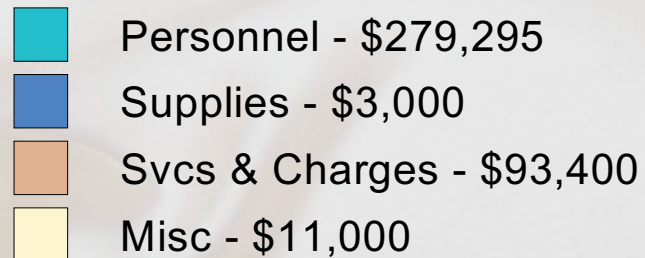 Personnel - $279,295
Supplies - $3,000
Svcs & Charges - $93,400
Misc - $11,000